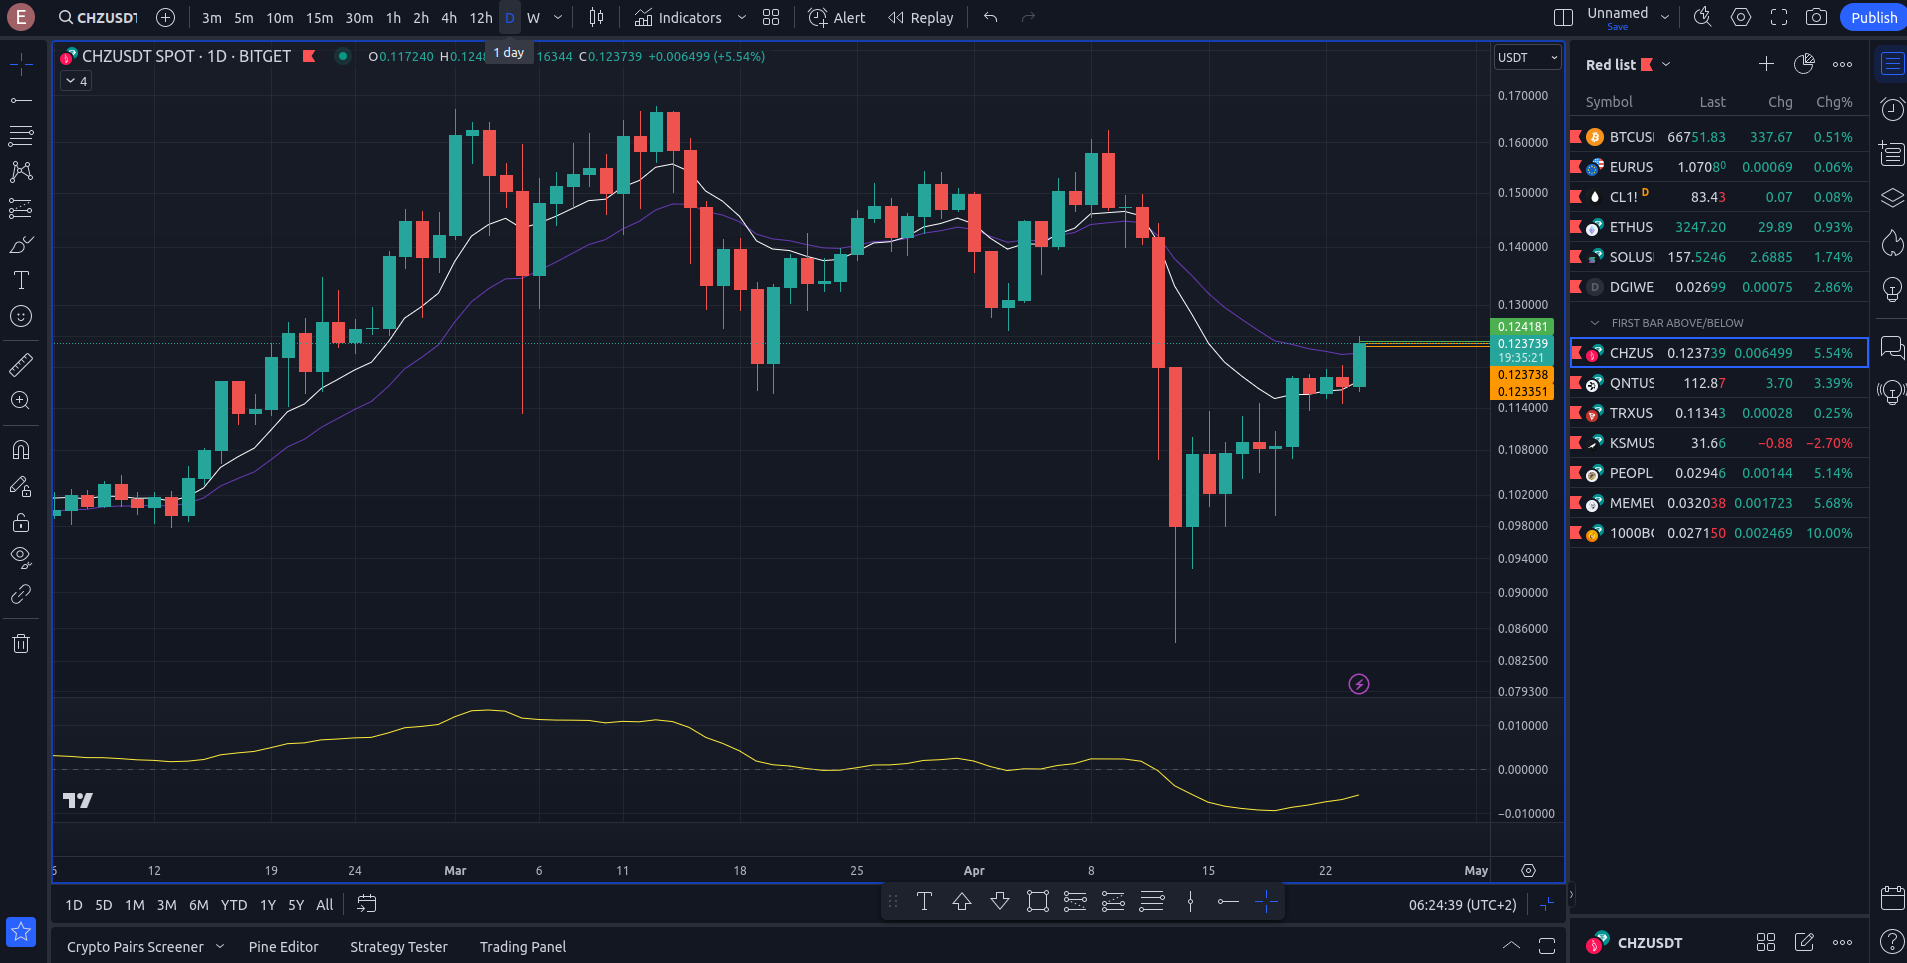 E CHZUSDT 3m 5m 10m 15m 30m 1h 2h 4h 12h D W Indicators Alert Replay Unnamed Save Publish
1 day
CHZUSDT SPOT · 1D · BITGET O0.117240 16344 C0.123739 +0.006499 (+5.54%)
4
USDT
0.170000
0.160000
0.150000
0.140000
0.130000
0.124181
0.123739
19:35:21
0.123738
0.123351
0.114000
0.108000
0.102000
0.098000
0.094000
0.090000
0.086000
0.082500
0.079300
0.010000
0.000000
−0.010000
12 19 24 Mar 6 11 18 25 Apr 8 15 22 May
1D 5D 1M 3M 6M YTD 1Y 5Y All
06:24:39 (UTC+2)
Crypto Pairs Screener Pine Editor Strategy Tester Trading Panel
Red list
Symbol Last Chg Chg%
BTCUS 66751.83 337.67 0.51%
EURUS 1.07080 0.00069 0.06%
CL1! D 83.43 0.07 0.08%
ETHUS 3247.20 29.89 0.93%
SOLUS 157.5246 2.6885 1.74%
D DGIWE 0.02699 0.00075 2.86%
FIRST BAR ABOVE/BELOW
CHZUS 0.123739 0.006499 5.54%
QNTUS 112.87 3.70 3.39%
TRXUS 0.11343 0.00028 0.25%
KSMUS 31.66 −0.88 −2.70%
PEOPL 0.02946 0.00144 5.14%
MEMEU 0.032038 0.001723 5.68%
1000BO 0.027150 0.002469 10.00%
CHZUSDT